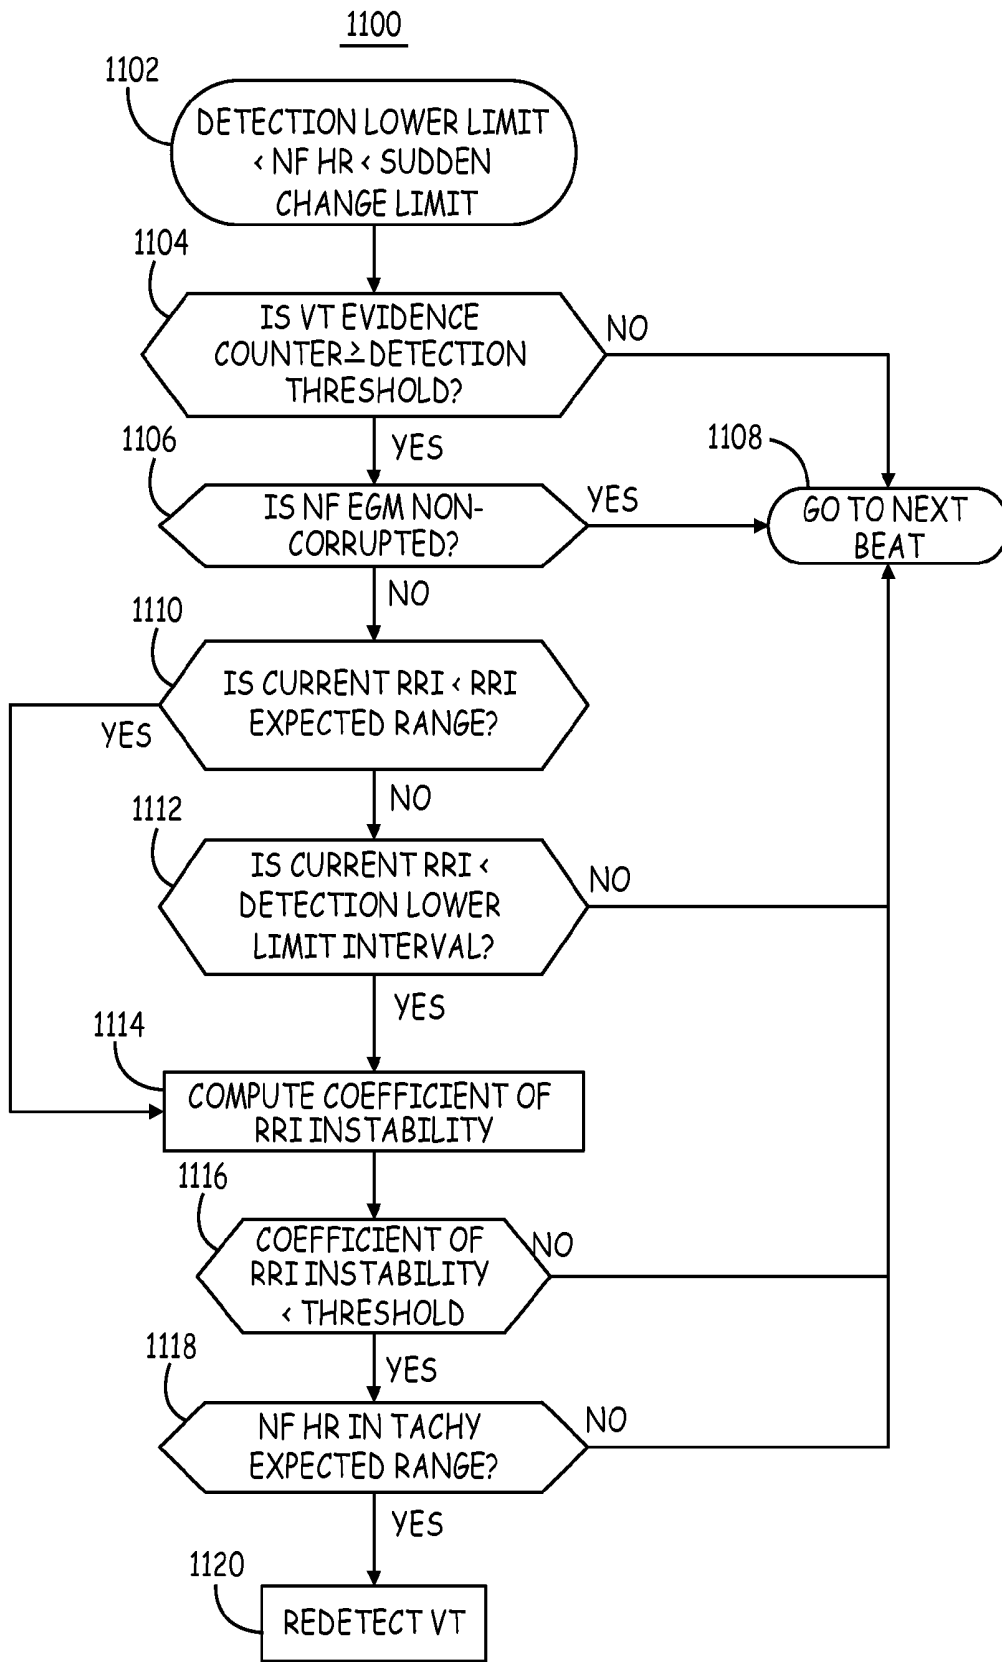 1100
1102
DETECTION LOWER LIMIT
< NF HR < SUDDEN
CHANGE LIMIT
1104
IS VT EVIDENCE
COUNTER ≥ DETECTION
THRESHOLD?
NO
YES
1106
IS NF EGM NON-
CORRUPTED?
YES
1108
GO TO NEXT
BEAT
NO
1110
IS CURRENT RRI < RRI
EXPECTED RANGE?
YES
NO
1112
IS CURRENT RRI <
DETECTION LOWER
LIMIT INTERVAL?
NO
YES
1114
COMPUTE COEFFICIENT OF
RRI INSTABILITY
1116
COEFFICIENT OF
RRI INSTABILITY
< THRESHOLD
NO
YES
1118
NF HR IN TACHY
EXPECTED RANGE?
NO
YES
1120
REDETECT VT